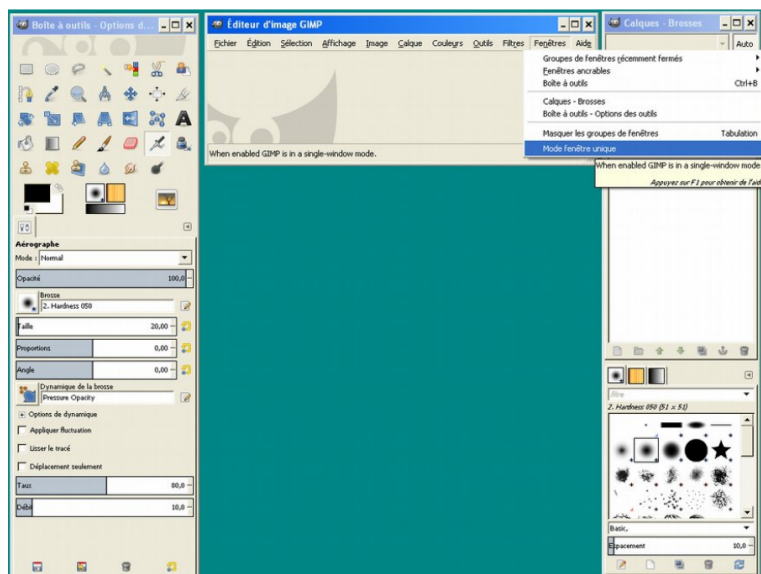 Boîte à outils - Options d...
Éditeur d'image GIMP
Fichier Édition Sélection Affichage Image Calque Couleurs Outils Filtres Fenêtres Aide
When enabled GIMP is in a single-window mode.
Groupes de fenêtres récemment fermés
Fenêtres ancrables
Boîte à outils Ctrl+B
Calques - Brosses
Boîte à outils - Options des outils
Masquer les groupes de fenêtres Tabulation
Mode fenêtre unique
When enabled GIMP is in a single-window mode
Appuyez sur F1 pour obtenir de l'aid
Calques - Brosses
Auto
Aérographe
Mode : Normal
Opacité 100,0
Brosse
2. Hardness 050
Taille 20,00
Proportions 0,00
Angle 0,00
Dynamique de la brosse
Pressure Opacity
Options de dynamique
Appliquer fluctuation
Lisser le tracé
Déplacement seulement
Taux 80,0
Débit 10,0
filtre
2. Hardness 050 (51 x 51)
Basic,
Espacement 10,0